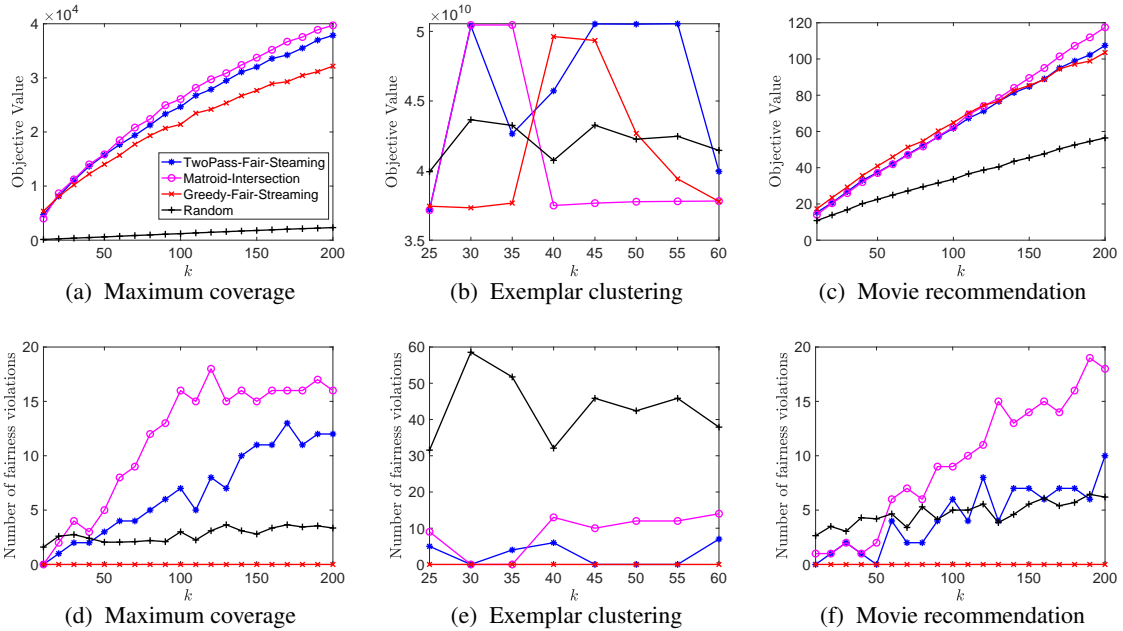 ×10⁴
4
3
2
1
0
50 100 150 200
Objective Value
k
TwoPass-Fair-Steaming
Matroid-Intersection
Greedy-Fair-Streaming
Random
(a) Maximum coverage
×10¹⁰
5
4.5
4
3.5
25 30 35 40 45 50 55 60
Objective Value
k
(b) Exemplar clustering
120
100
80
60
40
20
0
50 100 150 200
Objective Value
k
(c) Movie recommendation
20
15
10
5
0
50 100 150 200
Number of fairness violations
k
(d) Maximum coverage
60
50
40
30
20
10
0
25 30 35 40 45 50 55 60
Number of fairness violations
k
(e) Exemplar clustering
20
15
10
5
0
50 100 150 200
Number of fairness violations
k
(f) Movie recommendation